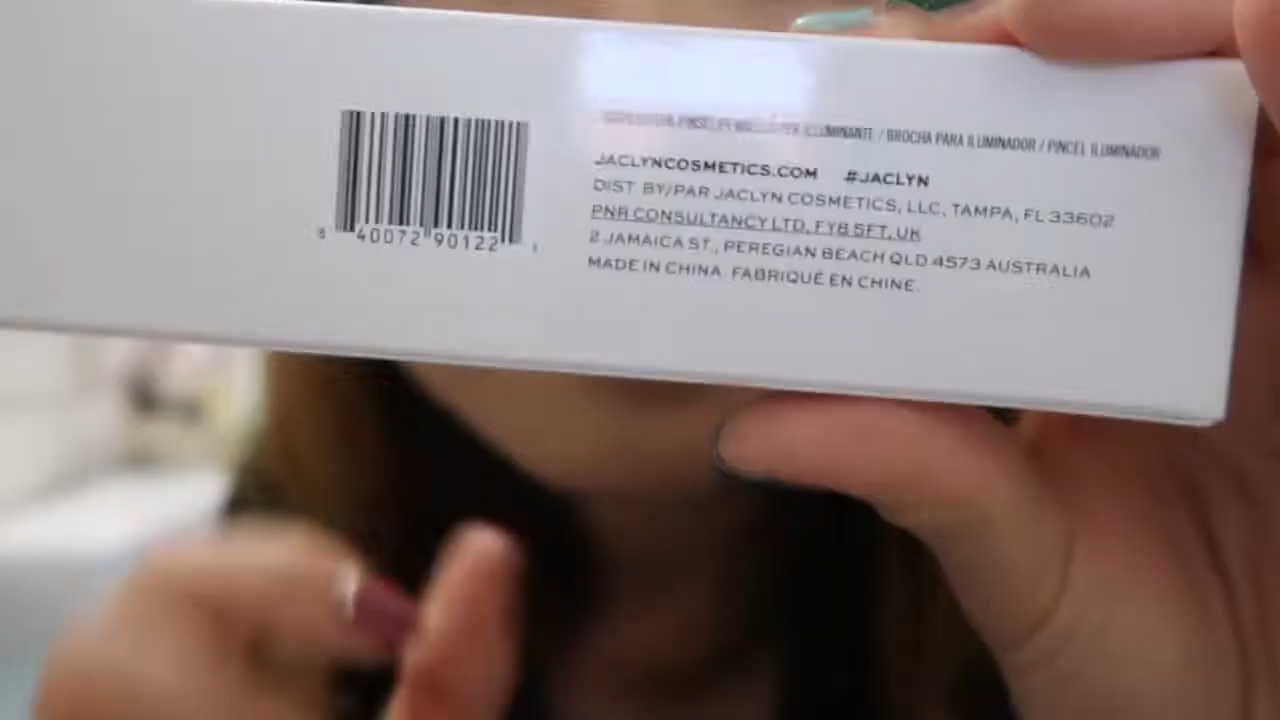 ILLUMINANTE / BROCHA PARA ILUMINADOR / PINCEL ILUMINADOR
JACLYNCOSMETICS.COM #JACLYN
DIST BY/PAR JACLYN COSMETICS, LLC, TAMPA, FL 33602
PNR CONSULTANCY LTD, FY8 5FT, UK
2 JAMAICA ST., PEREGIAN BEACH QLD 4573 AUSTRALIA
MADE IN CHINA. FABRIQUÉ EN CHINE.
40072 90122